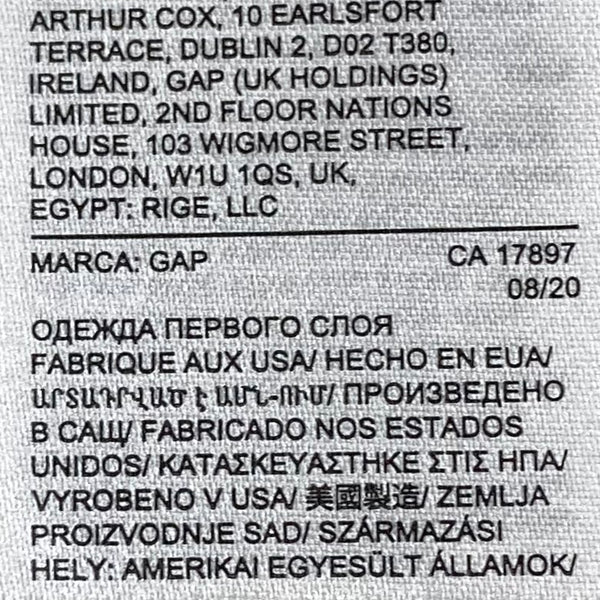 ARTHUR COX, 10 EARLSFORT
TERRACE, DUBLIN 2, D02 T380,
IRELAND, GAP (UK HOLDINGS)
LIMITED, 2ND FLOOR NATIONS
HOUSE, 103 WIGMORE STREET,
LONDON, W1U 1QS, UK,
EGYPT: RIGE, LLC
MARCA: GAP CA 17897
08/20
ОДЕЖДА ПЕРВОГО СЛОЯ
FABRIQUE AUX USA/ HECHO EN EUA/
ԱՐՏԱԴՐՎԱԾ Է ԱՄՆ-ՈՒՄ/ ПРОИЗВЕДЕНО
В США/ FABRICADO NOS ESTADOS
UNIDOS/ ΚΑΤΑΣΚΕΥΑΣΤΗΚΕ ΣΤΙΣ ΗΠΑ/
VYROBENO V USA/ 美國製造/ ZEMLJA
PROIZVODNJE SAD/ SZÁRMAZÁSI
HELY: AMERIKAI EGYESÜLT ÁLLAMOK/